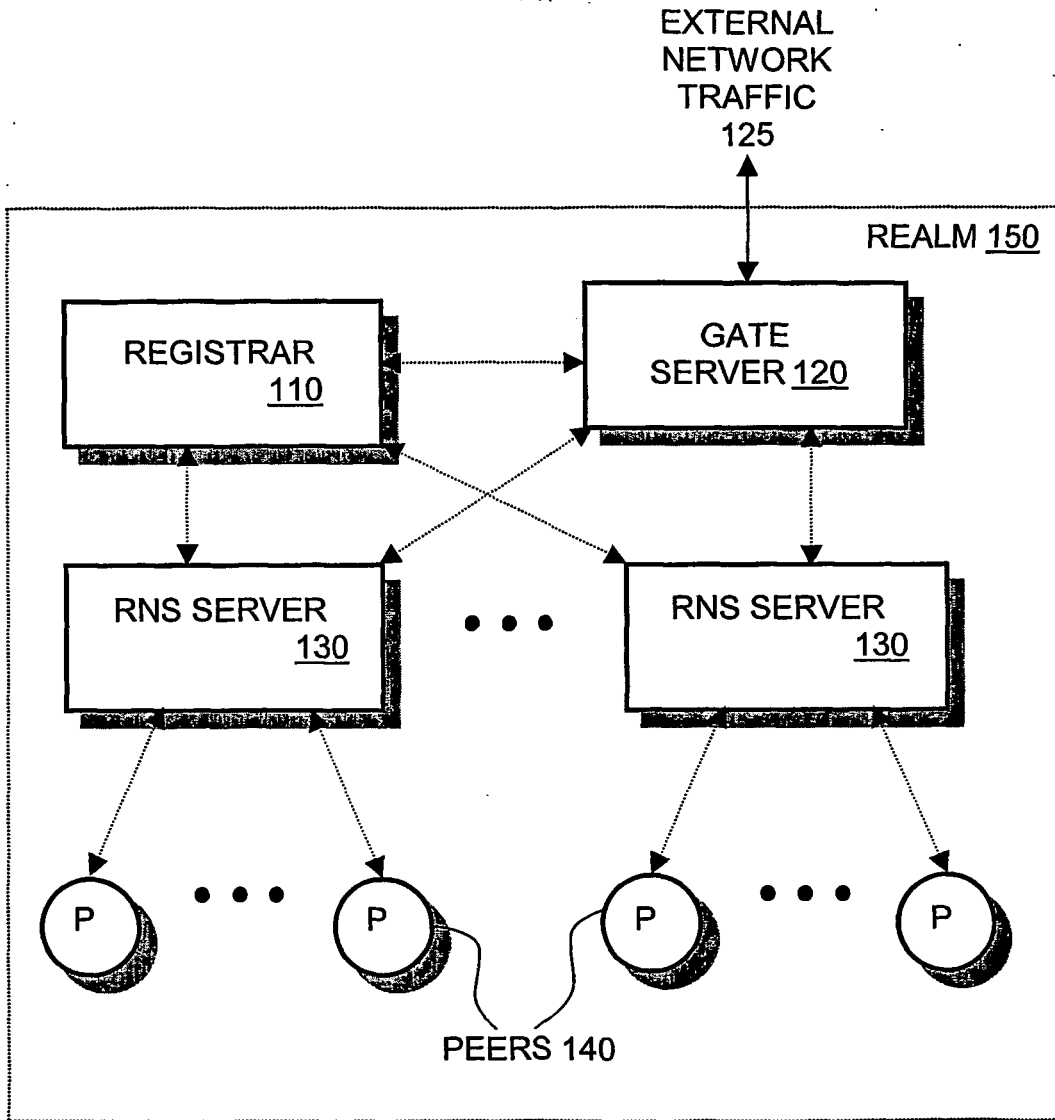 EXTERNAL
NETWORK
TRAFFIC
125
REALM 150
REGISTRAR
110
GATE
SERVER 120
RNS SERVER
130
RNS SERVER
130
P
P
P
P
PEERS 140